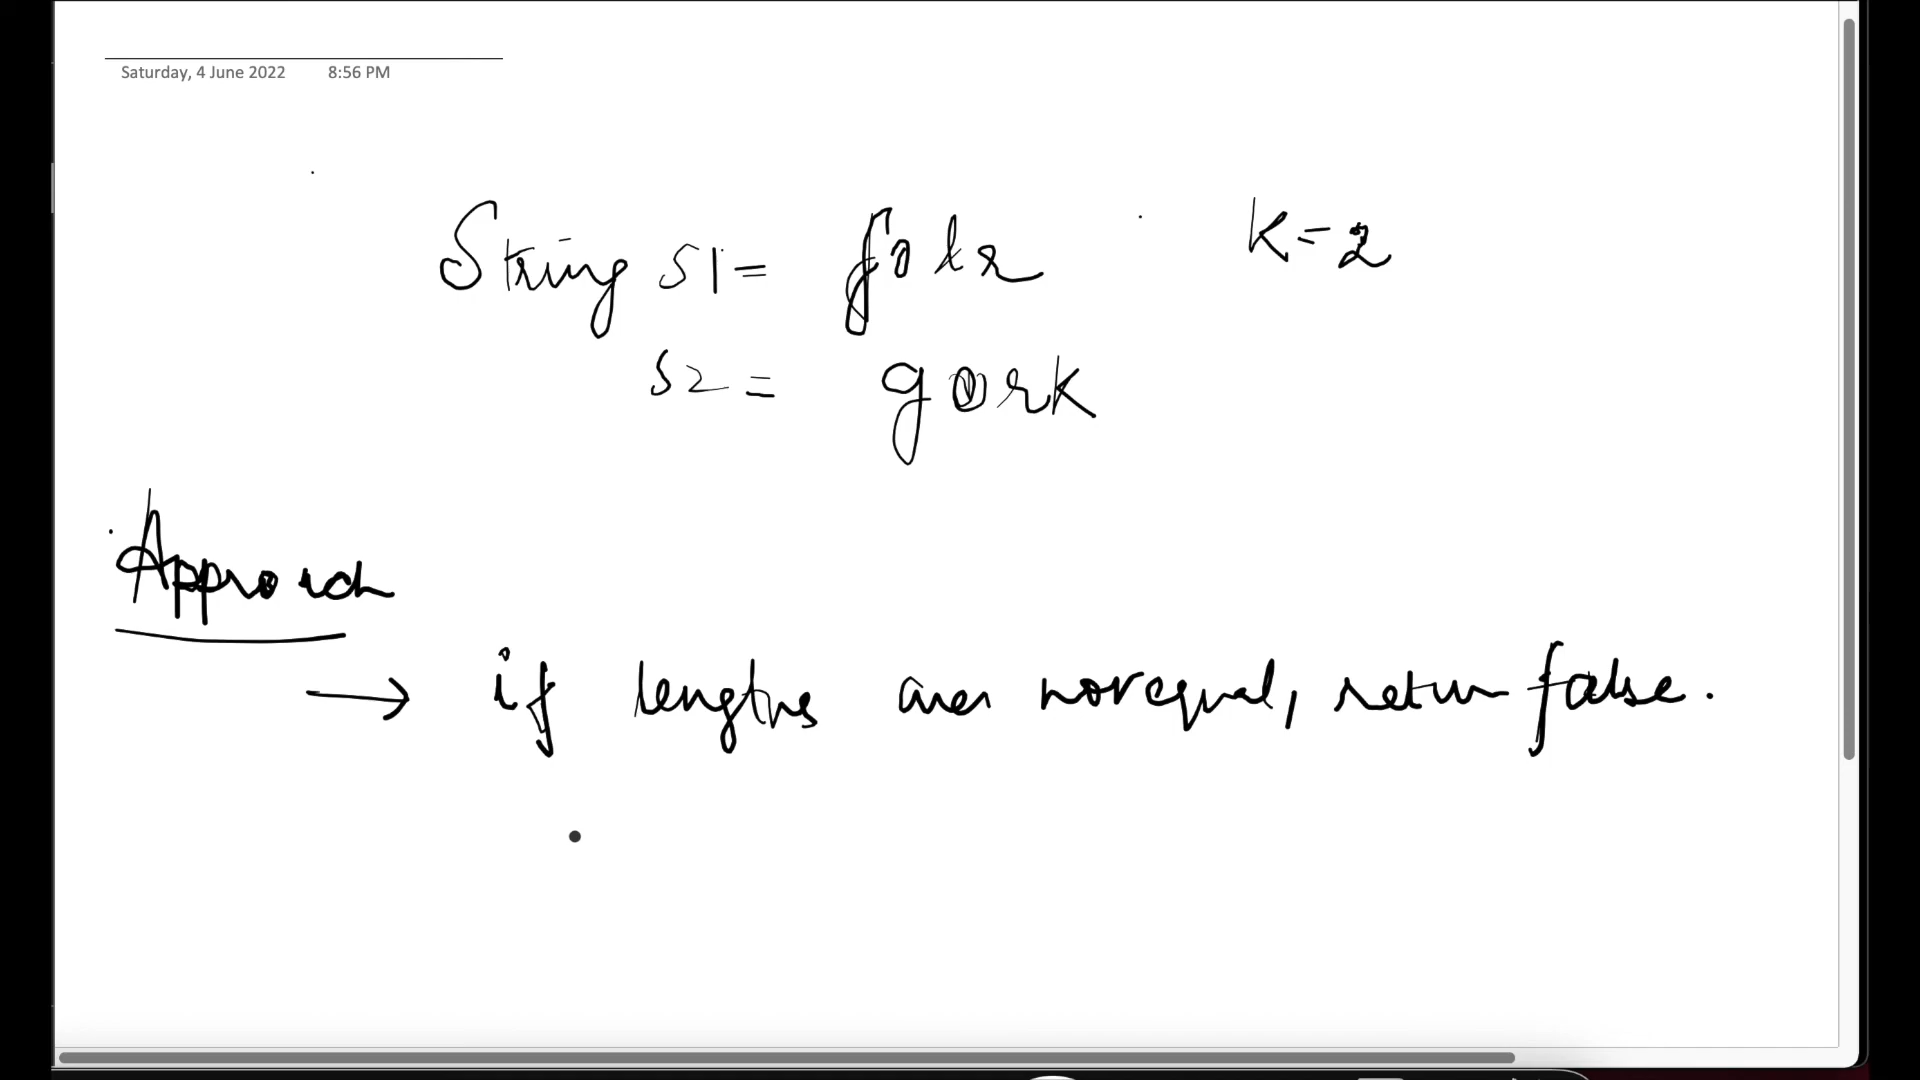 Saturday, 4 June 2022 8:56 PM
String s1 = fokr K=2
s2 = gork
Approach
→ if lengths are not equal, return false.